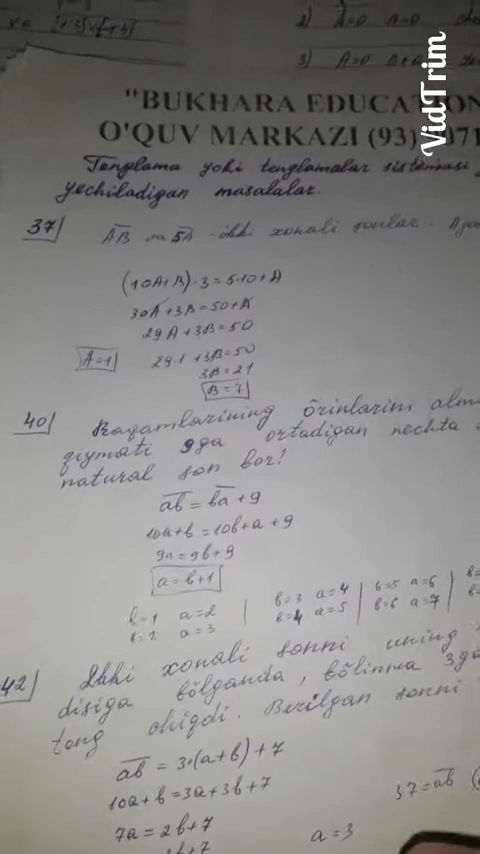 2) A=0 B=0
3) A=0
VidTrim
"BUKHARA EDUCATION
O'QUV MARKAZI (93)
Tenglama yoki tenglamalar sistemasi
yechiladigan masalalar.
37) AB va 5A -ikki xonali sonlar.
(10A+B)·3=5·10+A
30A+3B=50+A
29A+3B=50
A=1 29·1+3B=50
3B=21
B=7
40) Raqamlarining o'rinlarini
qiymati 9ga ortadigan nechta
natural son bor?
ab = ba + 9
10a+b=10b+a+9
9a=9b+9
a=b+1
b=1 a=2 | b=3 a=4 | b=5 a=6 |
b=2 a=3 | b=4 a=5 | b=6 a=7 |
42) Ikki xonali sonni uning
bo'lganda, bo'linma 3ga
teng chiqdi. Berilgan sonni
ab = 3·(a+b)+7
10a+b=3a+3b+7 37=ab
7a=2b+7 a=3